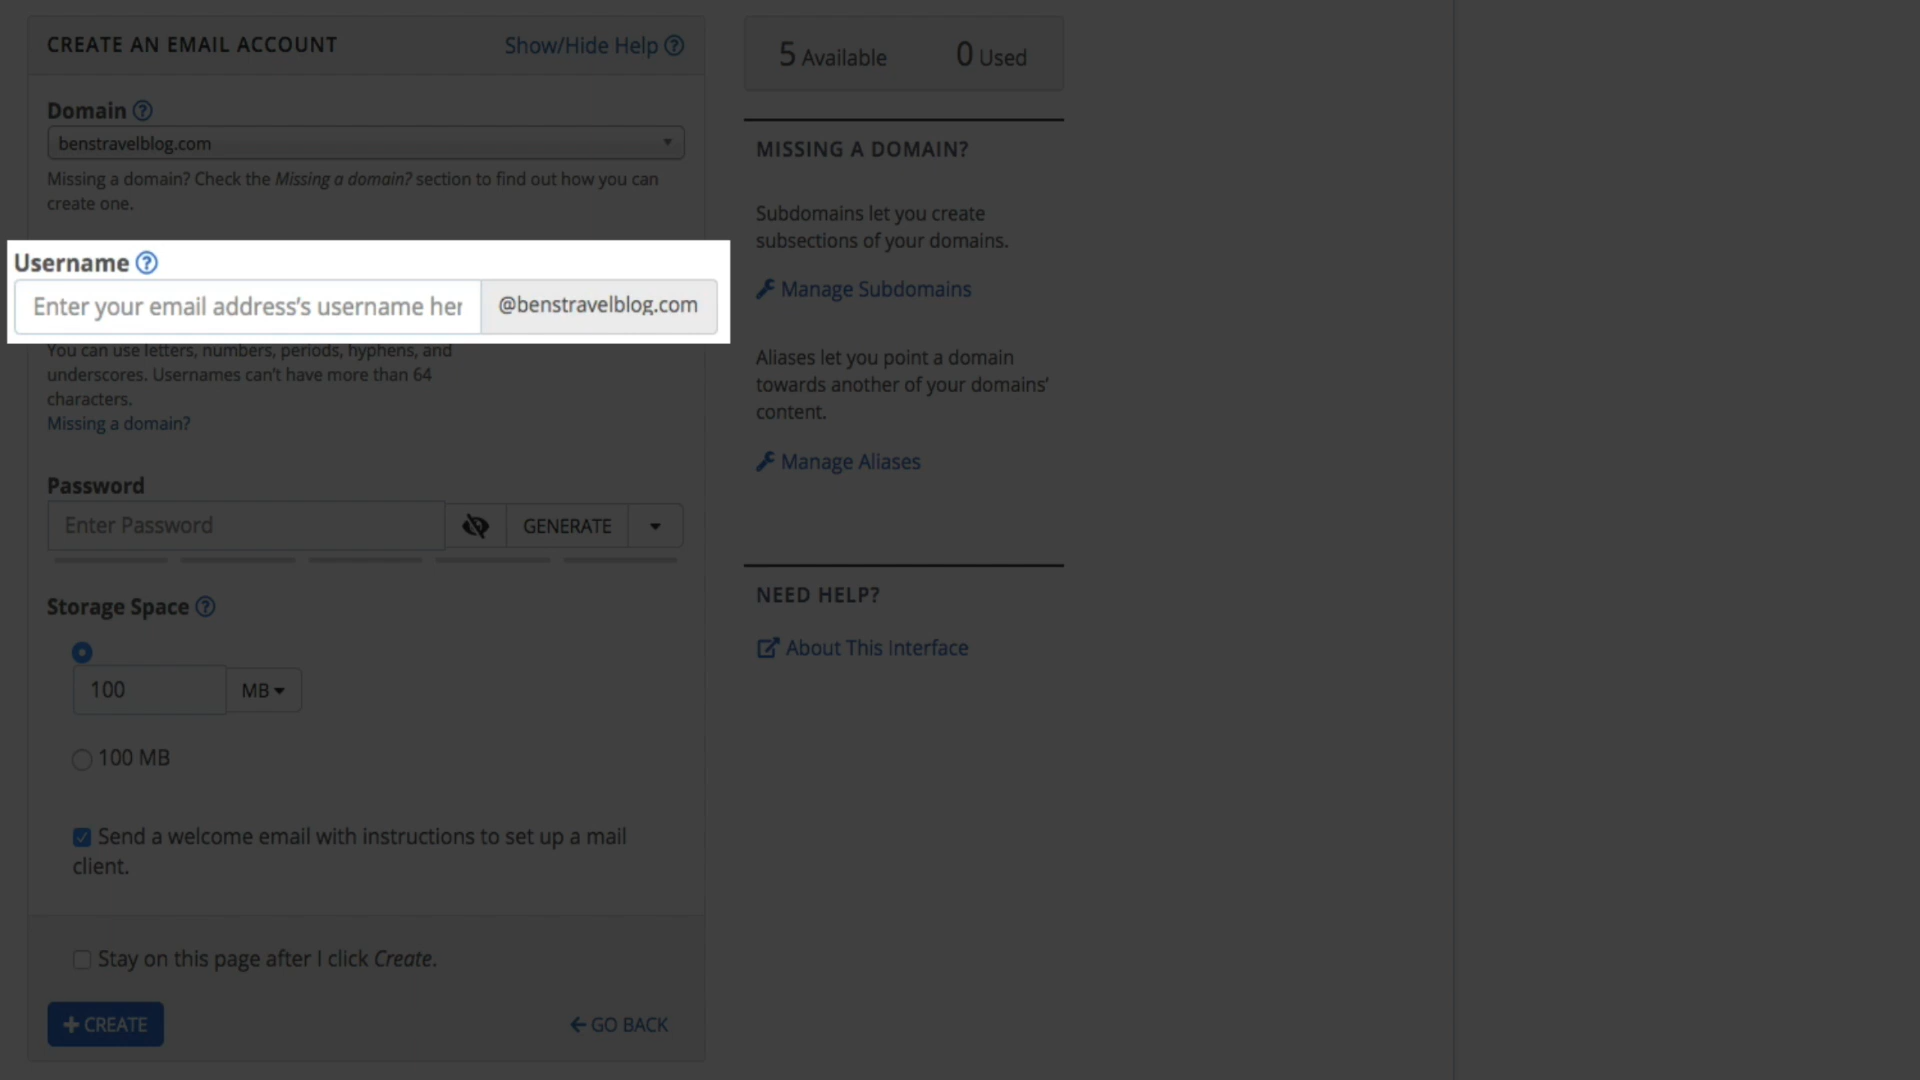 CREATE AN EMAIL ACCOUNT
Show/Hide Help
Domain
benstravelblog.com
Missing a domain? Check the Missing a domain? section to find out how you can
create one.
Username
Enter your email address's username her
@benstravelblog.com
You can use letters, numbers, periods, hyphens, and
underscores. Usernames can't have more than 64
characters.
Missing a domain?
Password
Enter Password
GENERATE
Storage Space
100
MB
100 MB
Send a welcome email with instructions to set up a mail
client.
Stay on this page after I click Create.
CREATE
GO BACK
5 Available
0 Used
MISSING A DOMAIN?
Subdomains let you create
subsections of your domains.
Manage Subdomains
Aliases let you point a domain
towards another of your domains'
content.
Manage Aliases
NEED HELP?
About This Interface